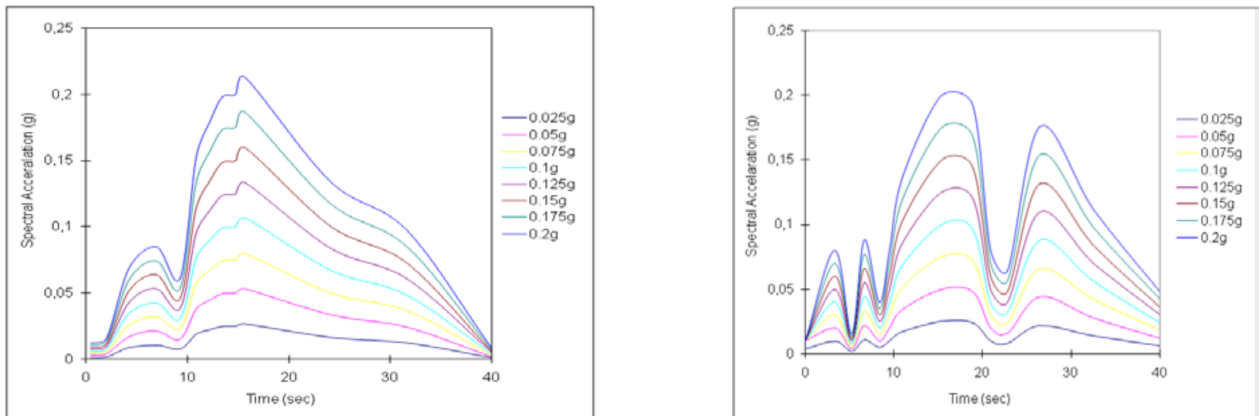 0,25
0,2
0,15
0,1
0,05
0
0 10 20 30 40
Time (sec)
Spectral Acceralation (g)
0.025g
0.05g
0.075g
0.1g
0.125g
0.15g
0.175g
0.2g
0,25
0,2
0,15
0,1
0,05
0
0 10 20 30 40
Time (sec)
Spectral Accelaration (g)
0.025g
0.05g
0.075g
0.1g
0.125g
0.15g
0.175g
0.2g